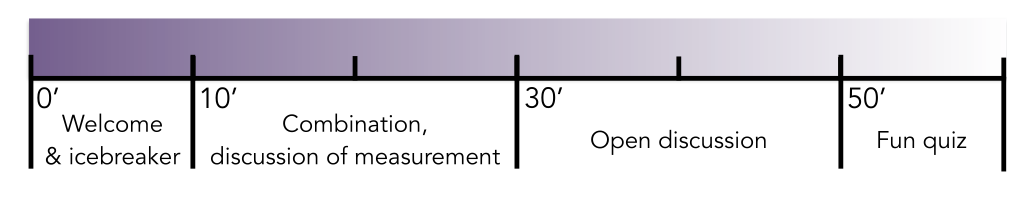 0’ 10’ 30’ 50’
Welcome
& icebreaker
Combination,
discussion of measurement
Open discussion
Fun quiz